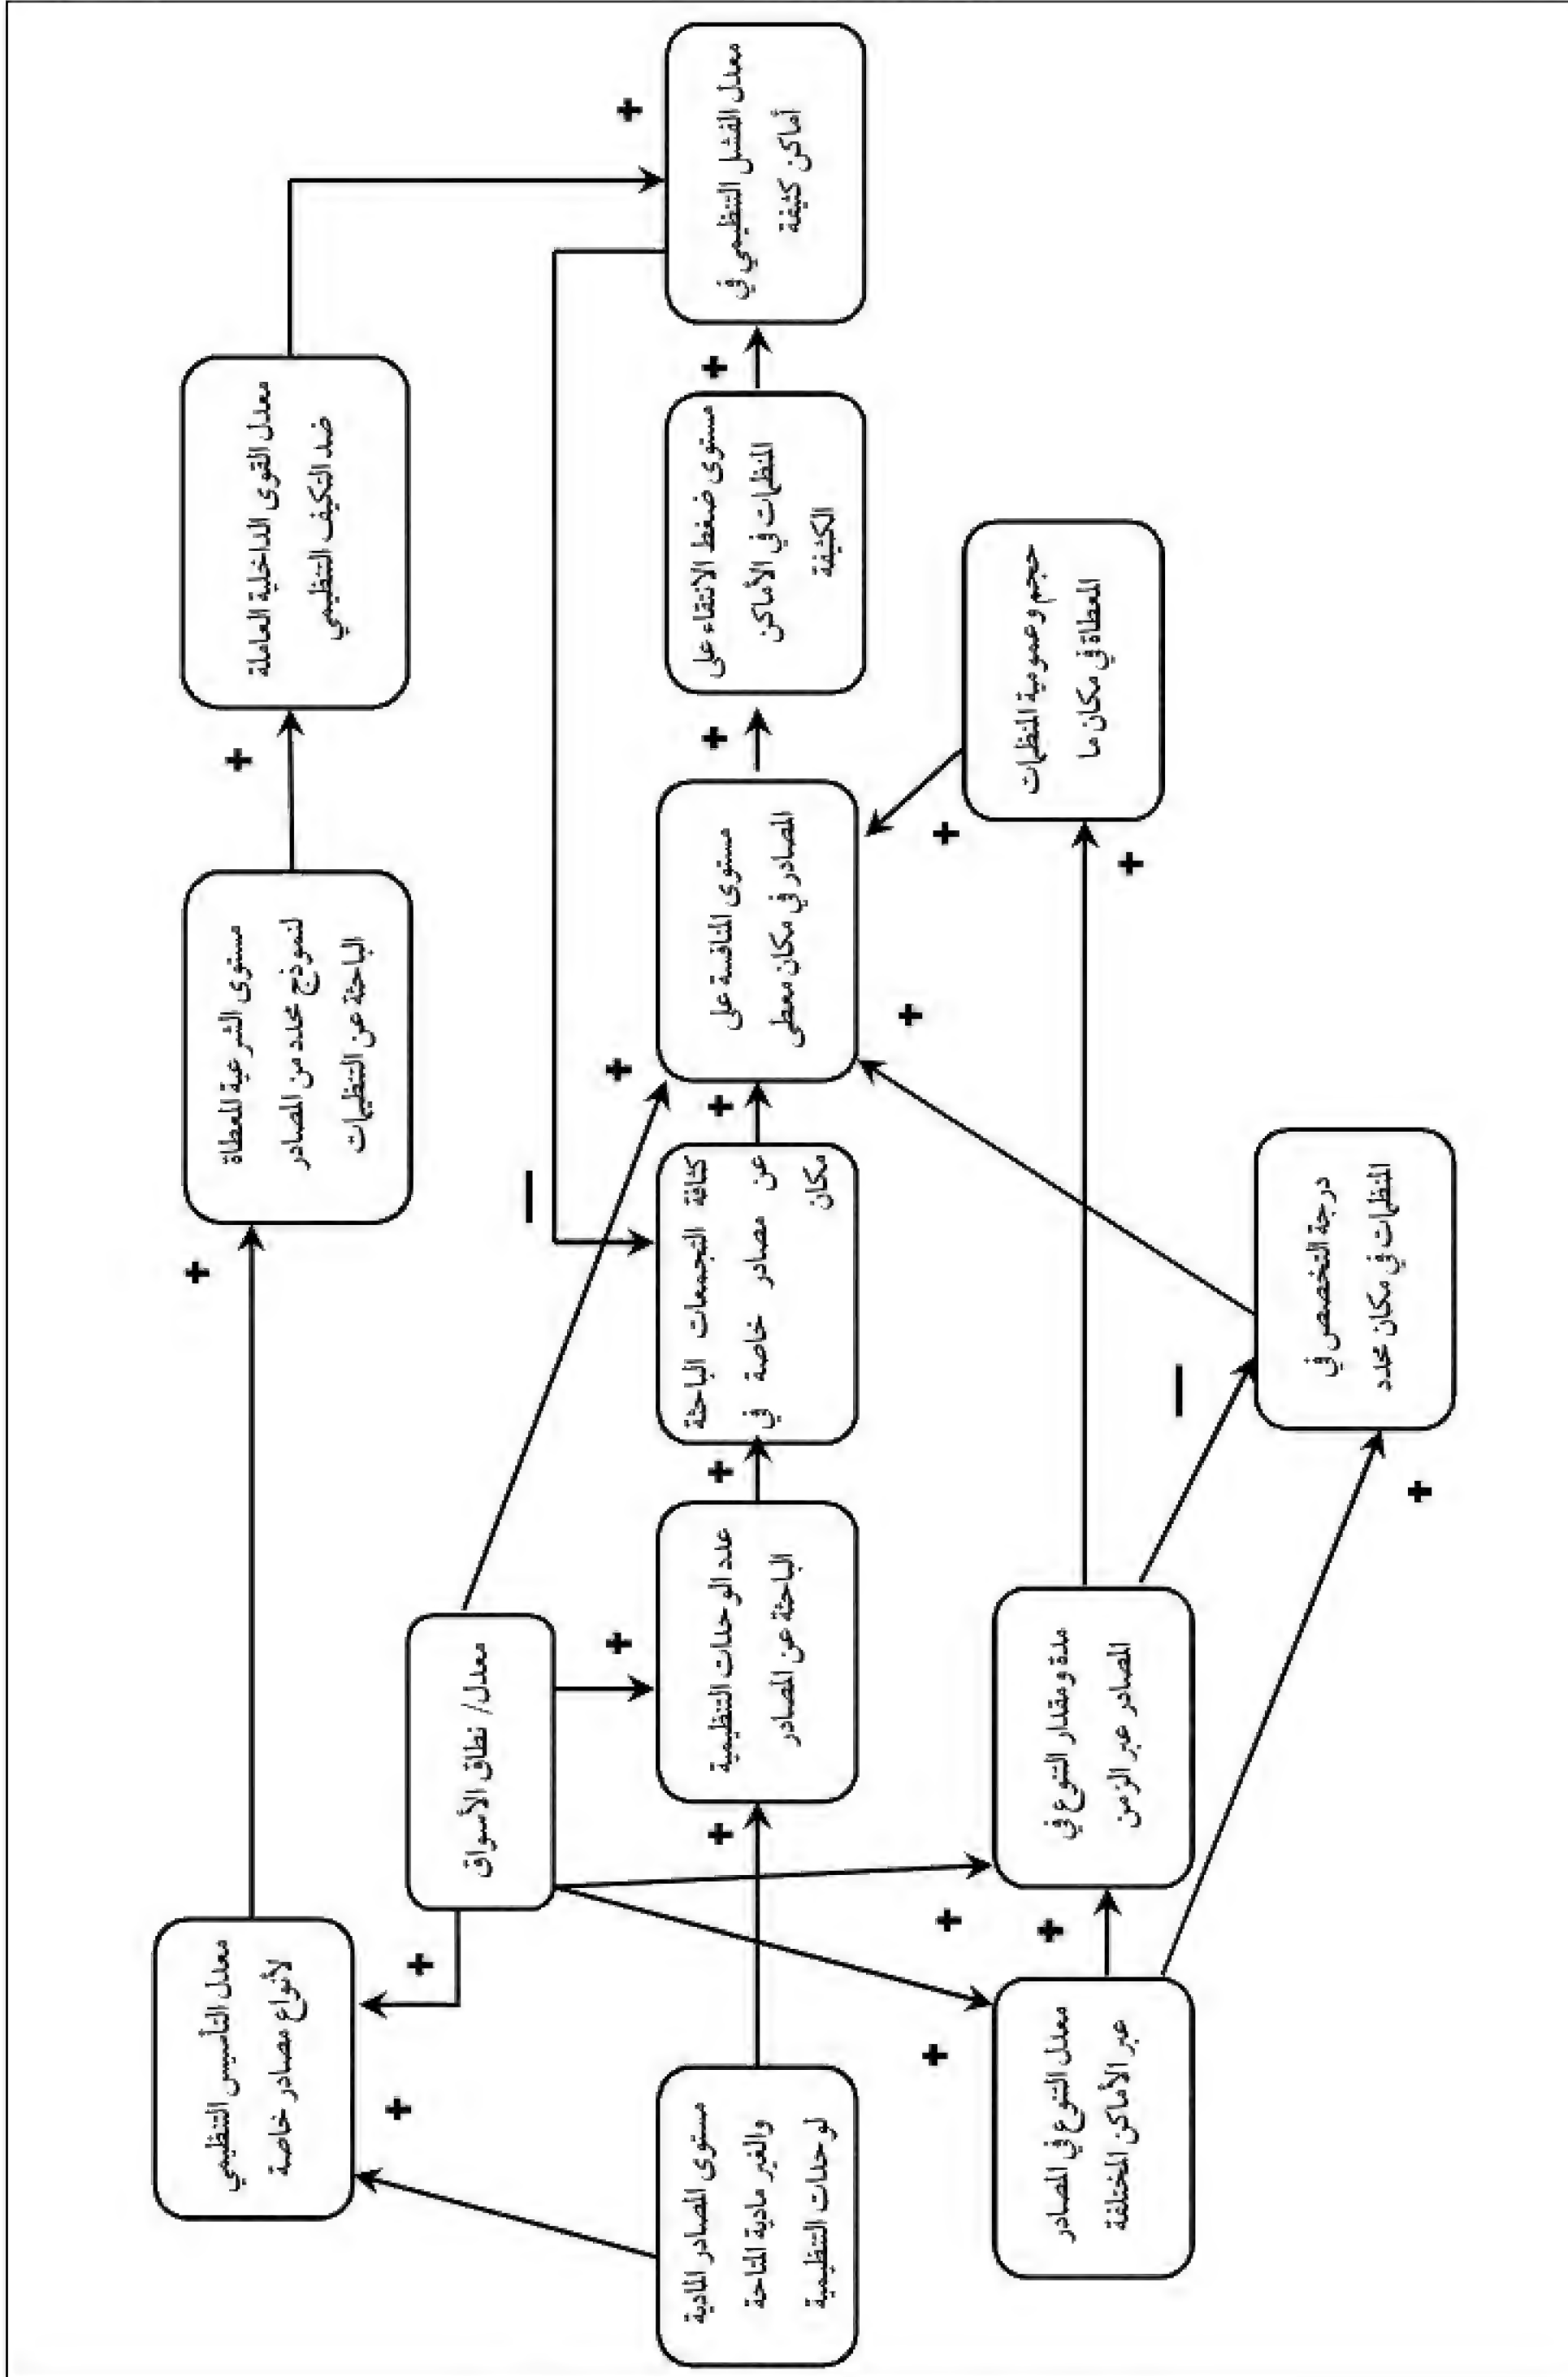 معدل التأسيس التنظيمي
لأنواع مصادر خاصة
+
مستوى الشرعية المعطاة
لنموذج محدد من المصادر
الباحثة عن التنظيمات
+
معدل القوى الداخلية العاملة
ضد التكيف التنظيمي
+
+
+
معدل/ نطاق الأسواق
+
+
—
مستوى المصادر المادية
والغير مادية المتاحة
لوحدات التنظيمية
+
عدد الوحدات التنظيمية
الباحثة عن المصادر
+
كثافة التجمعات الباحثة
عن مصادر خاصة في
مكان
+
مستوى المنافسة على
المصادر في مكان معطى
+
مستوى ضغط الانتقاء على
المنظمات في الأماكن
الكثيفة
+
معدل الفشل التنظيمي في
أماكن كثيفة
+
+
+
+
معدل التنوع في المصادر
عبر الأماكن المختلفة
+
مدة ومقدار التنوع في
المصادر عبر الزمن
+
حجم وعمومية المنظمات
المعطاة في مكان ما
—
درجة التخصص في
المنظمات في مكان محدد
+